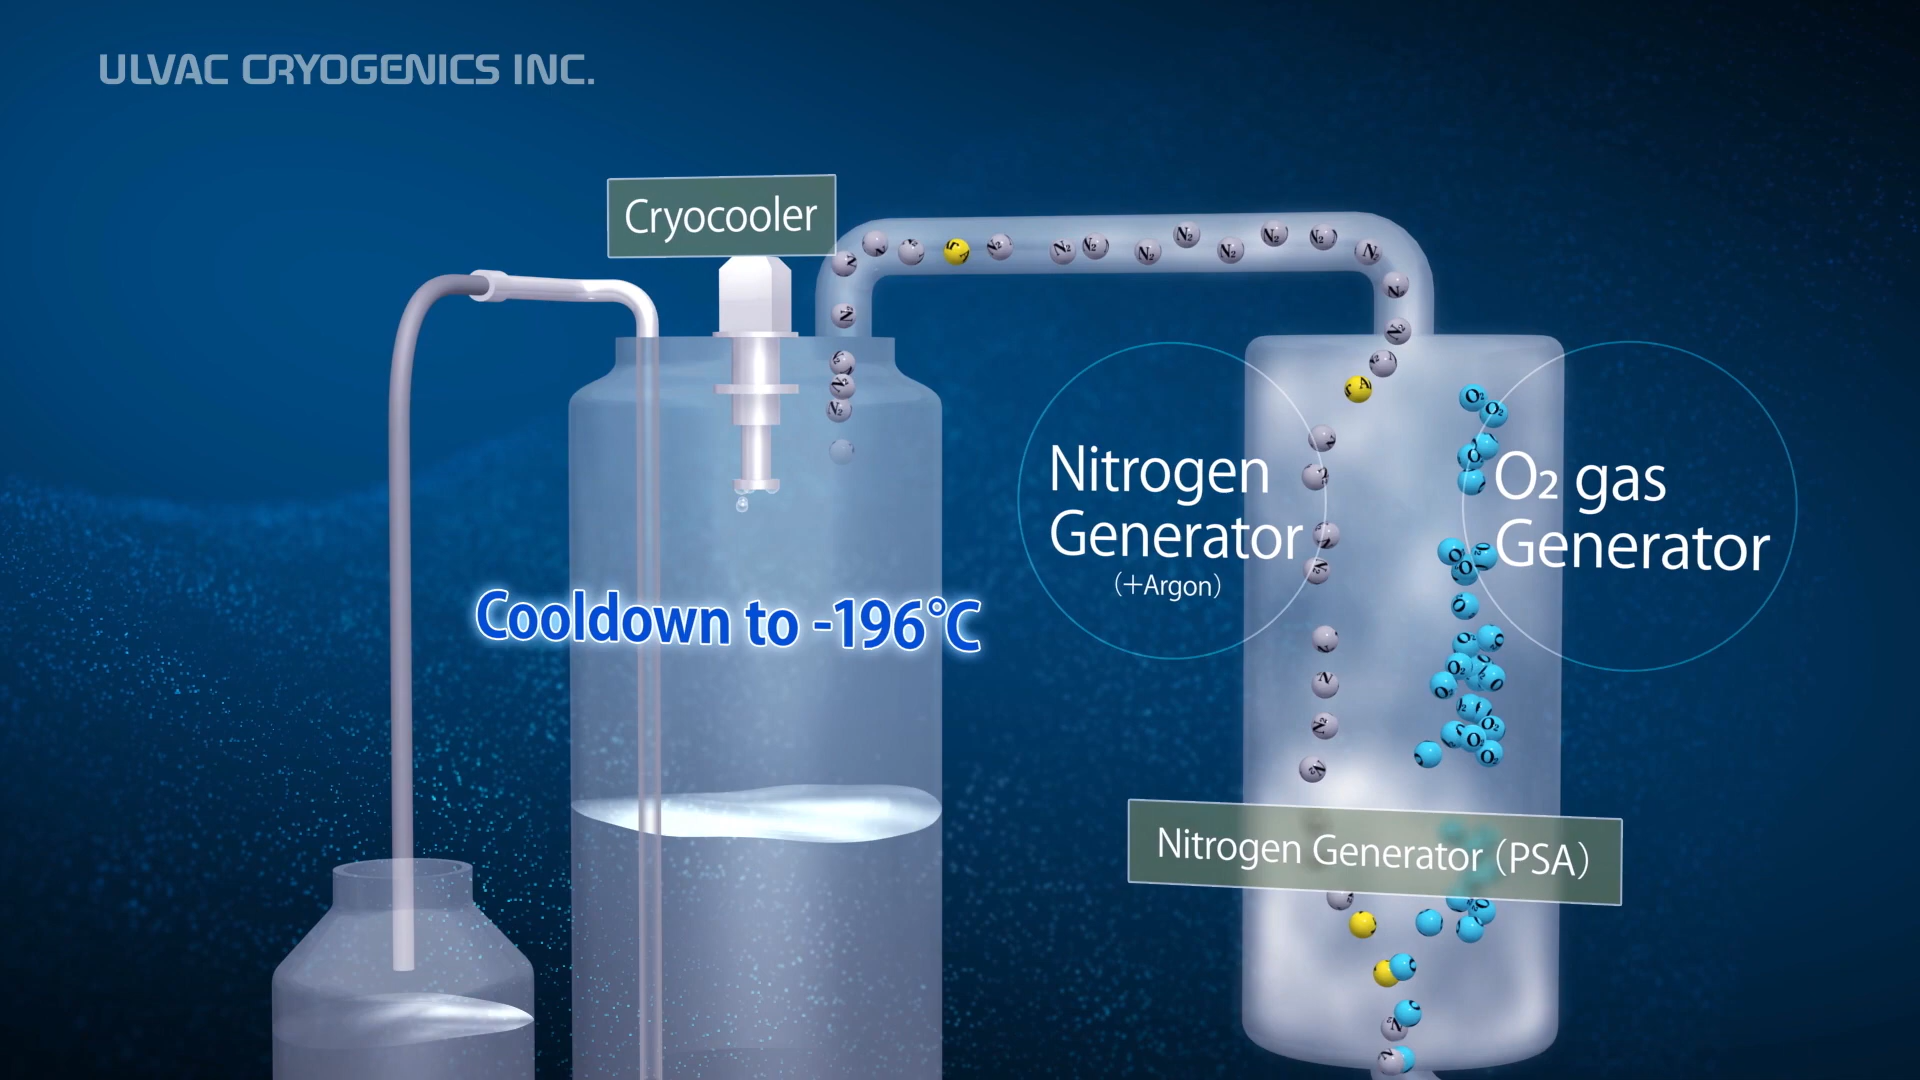 ULVAC CRYOGENICS INC.
Cryocooler
Nitrogen
Generator
(+Argon)
O₂ gas
Generator
Cooldown to -196℃
Nitrogen Generator (PSA)